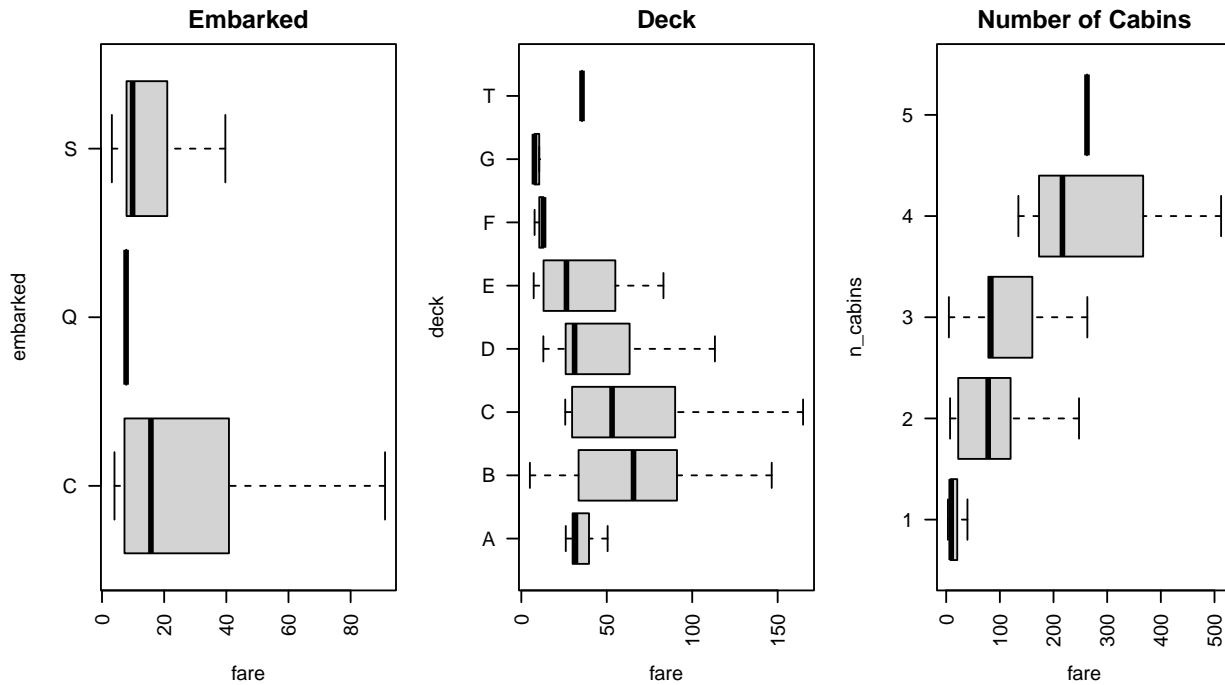 Embarked
S
Q
C
embarked
0 20 40 60 80
fare
Deck
T
G
F
E
D
C
B
A
deck
0 50 100 150
fare
Number of Cabins
5
4
3
2
1
n_cabins
0 100 200 300 400 500
fare